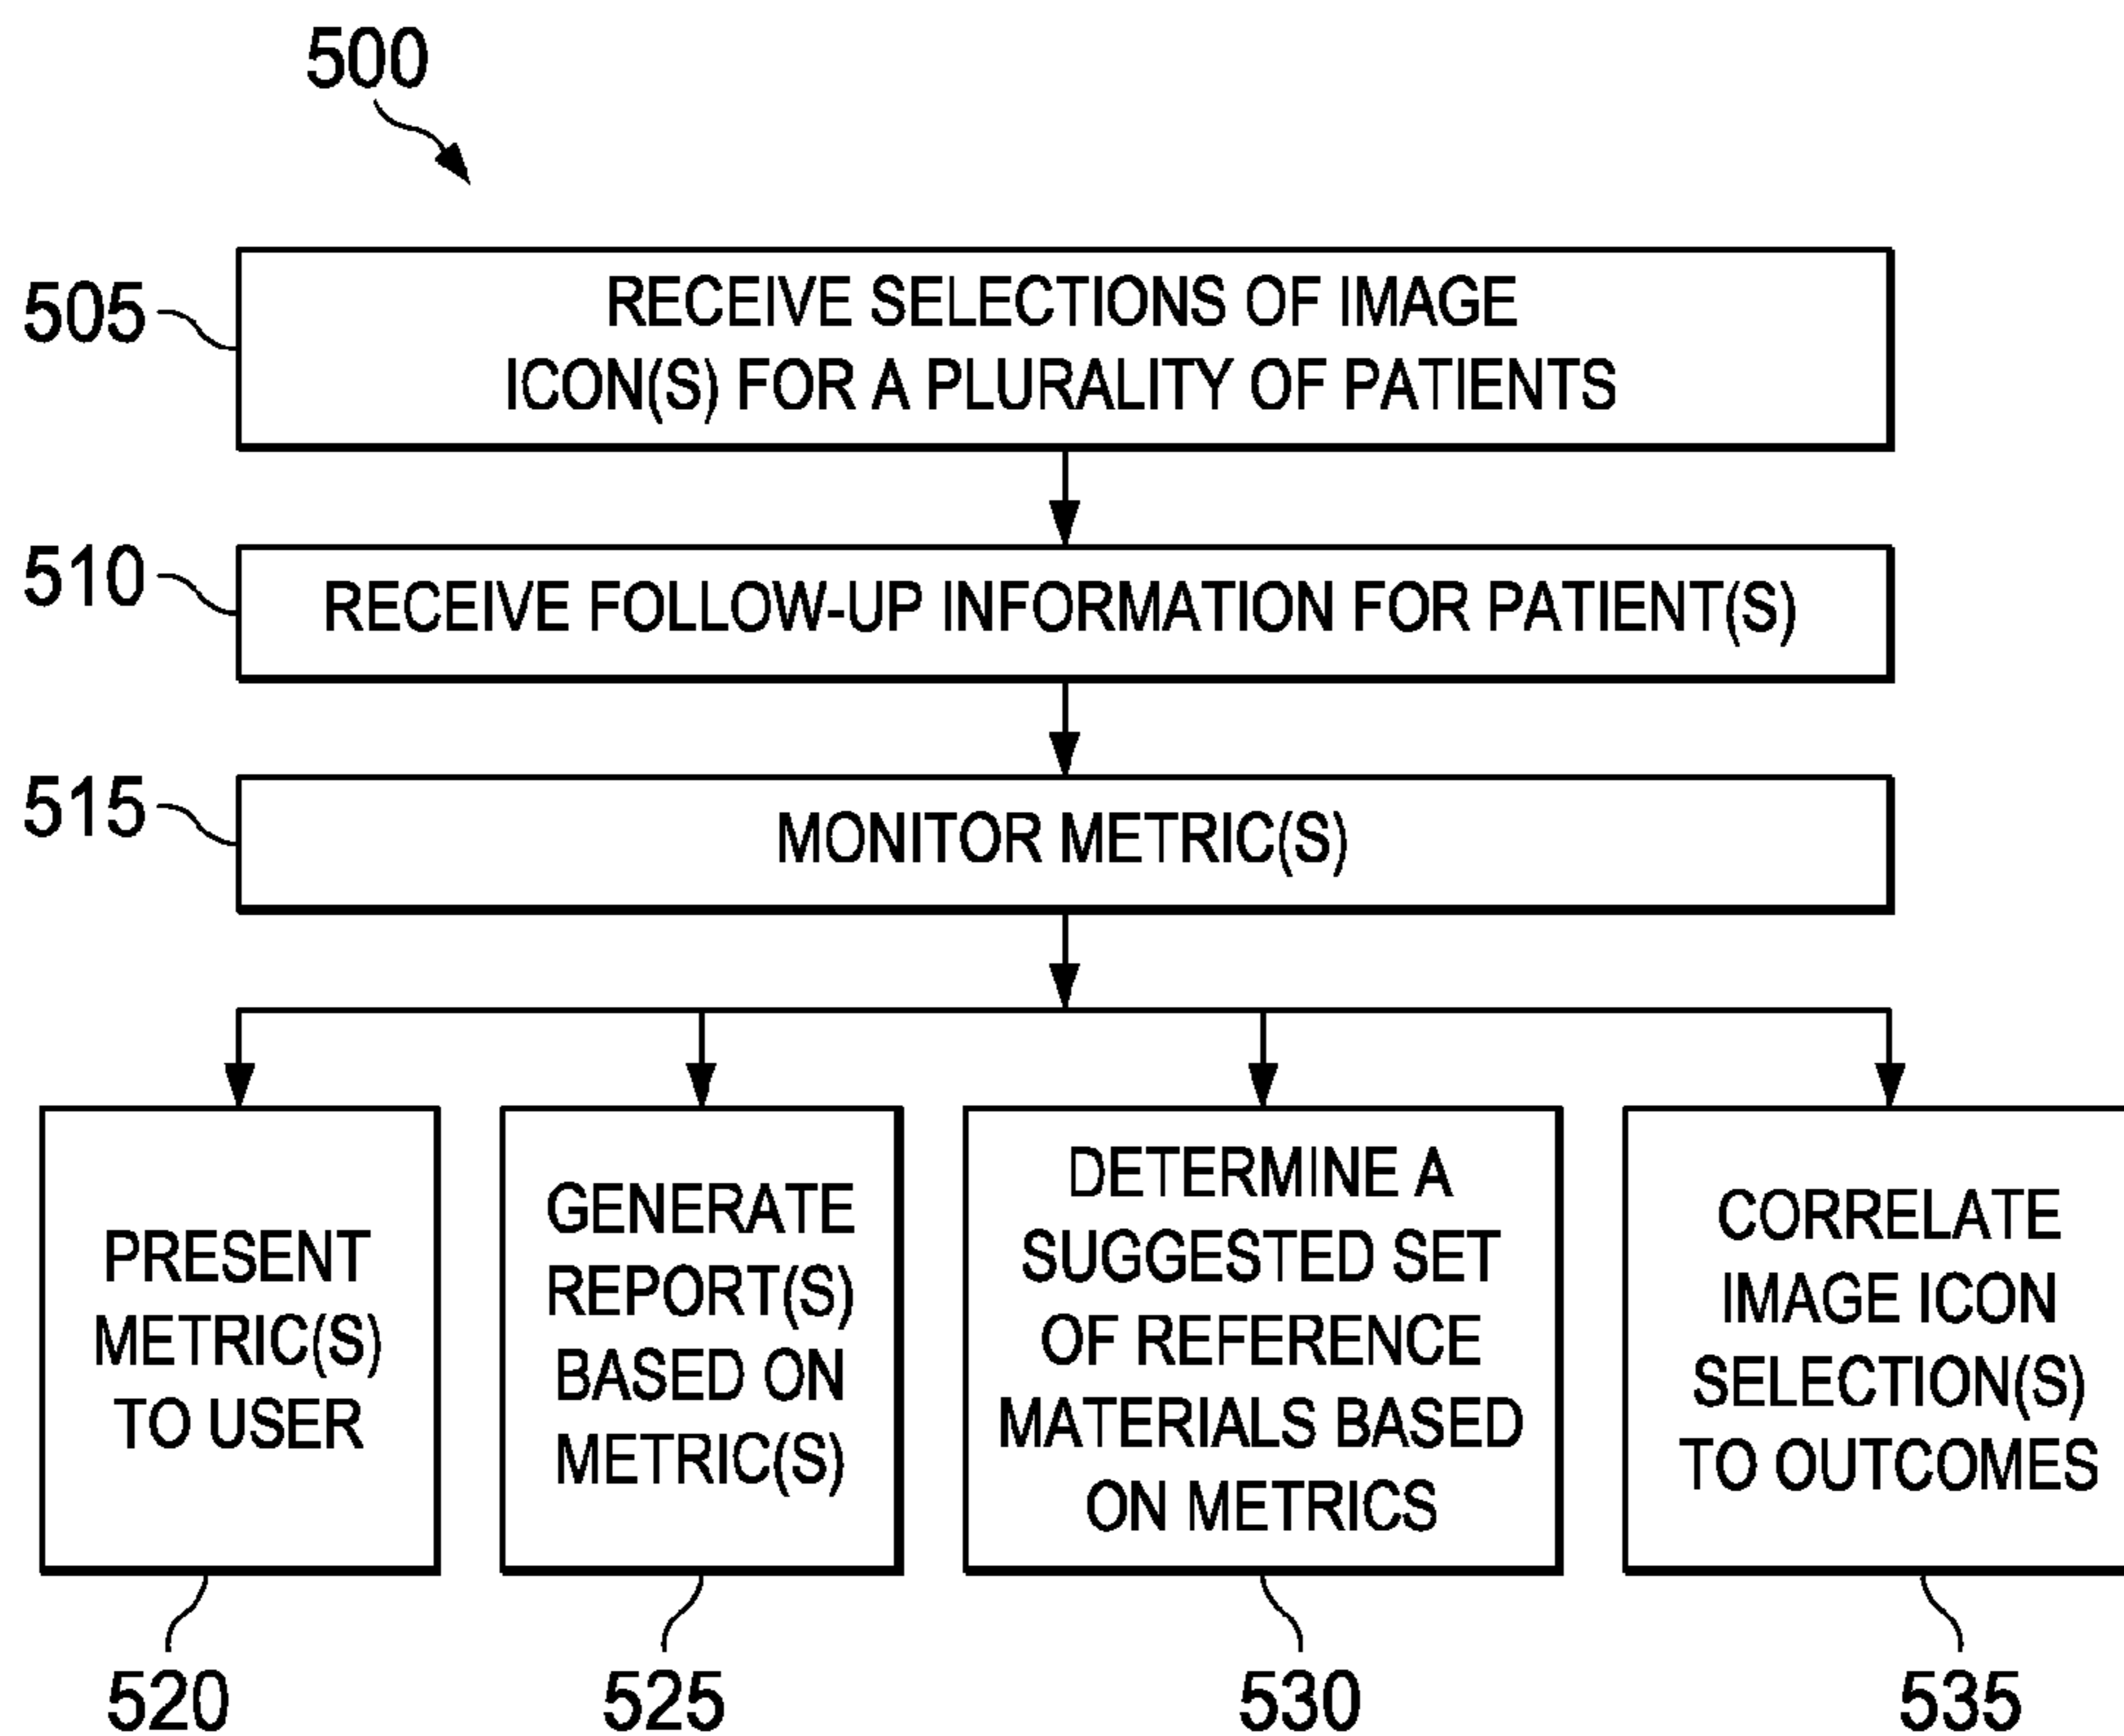 500
505
RECEIVE SELECTIONS OF IMAGE
ICON(S) FOR A PLURALITY OF PATIENTS
510
RECEIVE FOLLOW-UP INFORMATION FOR PATIENT(S)
515
MONITOR METRIC(S)
PRESENT
METRIC(S)
TO USER
GENERATE
REPORT(S)
BASED ON
METRIC(S)
DETERMINE A
SUGGESTED SET
OF REFERENCE
MATERIALS BASED
ON METRICS
CORRELATE
IMAGE ICON
SELECTION(S)
TO OUTCOMES
520
525
530
535